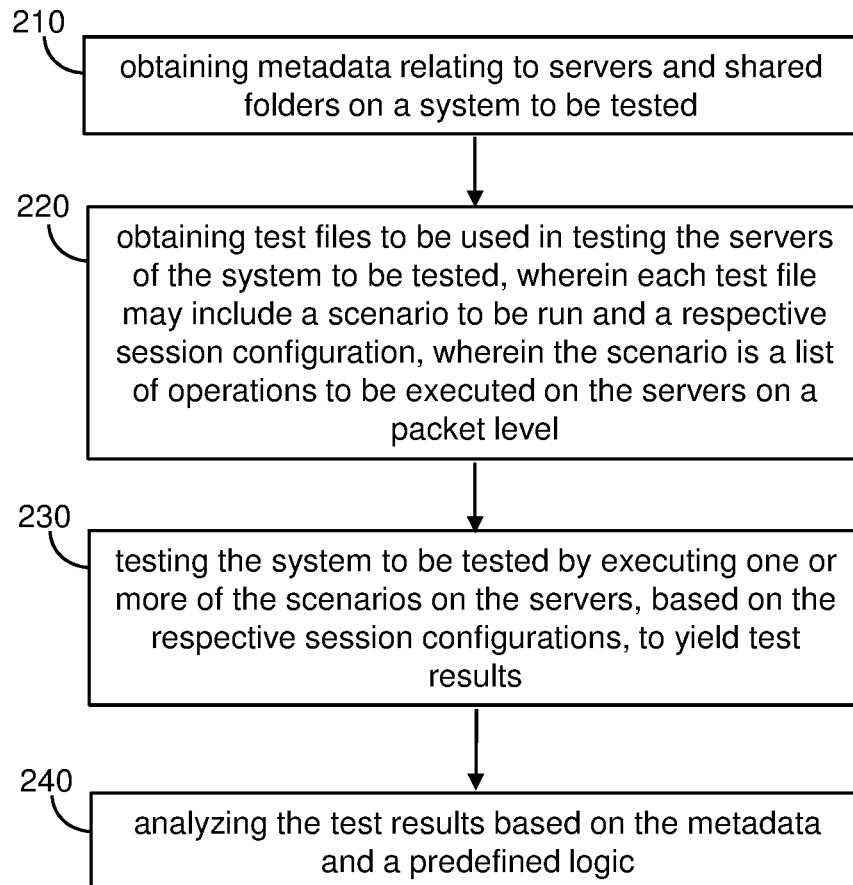 210
obtaining metadata relating to servers and shared
folders on a system to be tested
220
obtaining test files to be used in testing the servers
of the system to be tested, wherein each test file
may include a scenario to be run and a respective
session configuration, wherein the scenario is a list
of operations to be executed on the servers on a
packet level
230
testing the system to be tested by executing one or
more of the scenarios on the servers, based on the
respective session configurations, to yield test
results
240
analyzing the test results based on the metadata
and a predefined logic